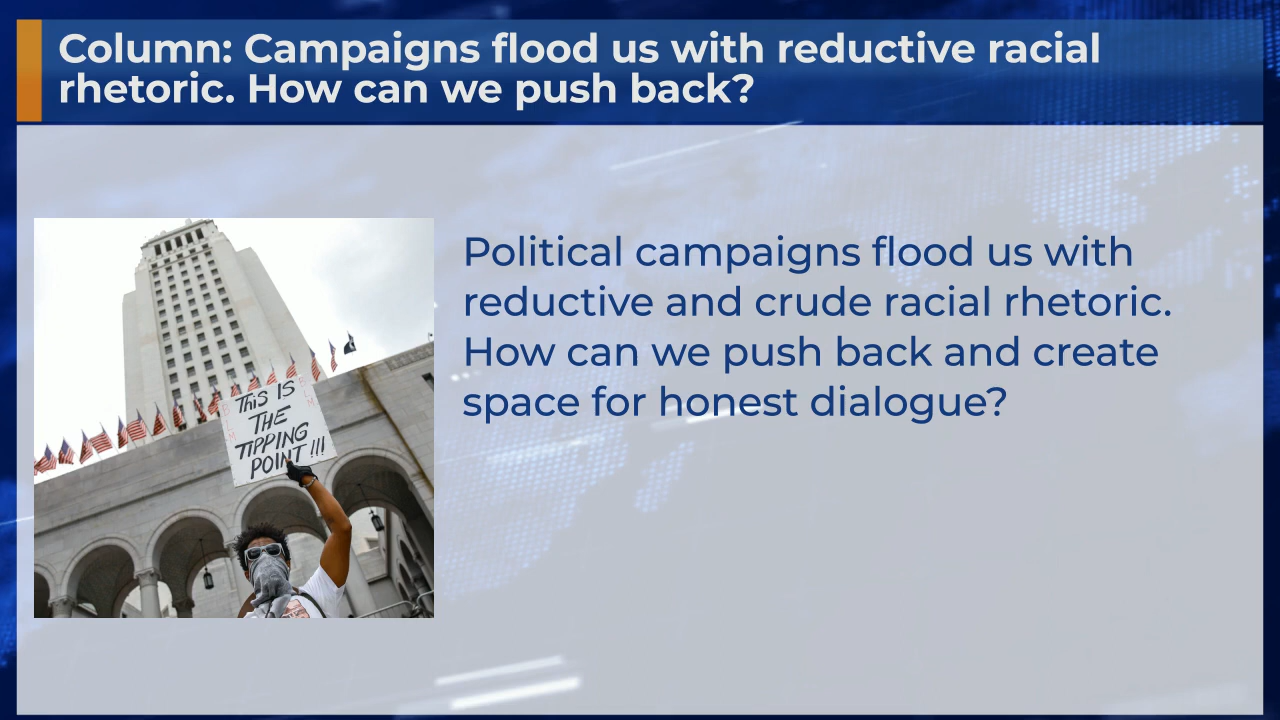 Column: Campaigns flood us with reductive racial
rhetoric. How can we push back?
Political campaigns flood us with
reductive and crude racial rhetoric.
How can we push back and create
space for honest dialogue?
THIS IS
THE
TIPPING
POINT !!!
BLM
BLM